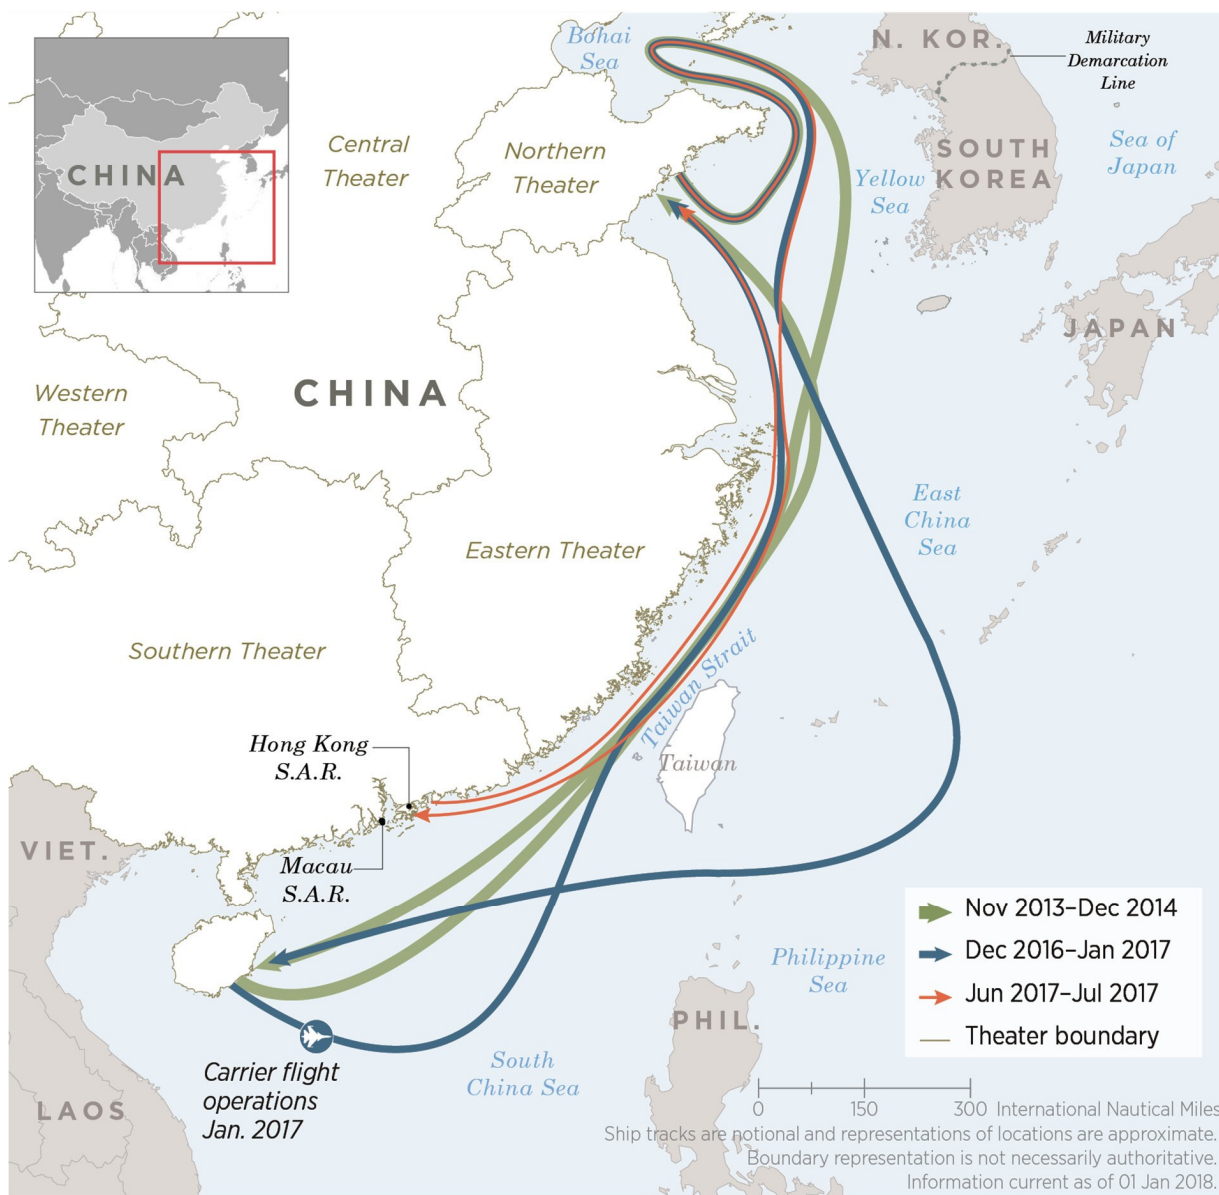 Bohai
Sea
N. KOR.
Military
Demarcation
Line
CHINA
Central
Theater
Northern
Theater
Yellow
Sea
SOUTH
KOREA
Sea of
Japan
JAPAN
Western
Theater
CHINA
East
China
Sea
Eastern Theater
Southern Theater
Taiwan Strait
Hong Kong
S.A.R.
Taiwan
VIET.
Macau
S.A.R.
Nov 2013–Dec 2014
Dec 2016–Jan 2017
Jun 2017–Jul 2017
Theater boundary
Philippine
Sea
PHIL.
South
China Sea
Carrier flight
operations
Jan. 2017
LAOS
0 150 300 International Nautical Miles
Ship tracks are notional and representations of locations are approximate.
Boundary representation is not necessarily authoritative.
Information current as of 01 Jan 2018.